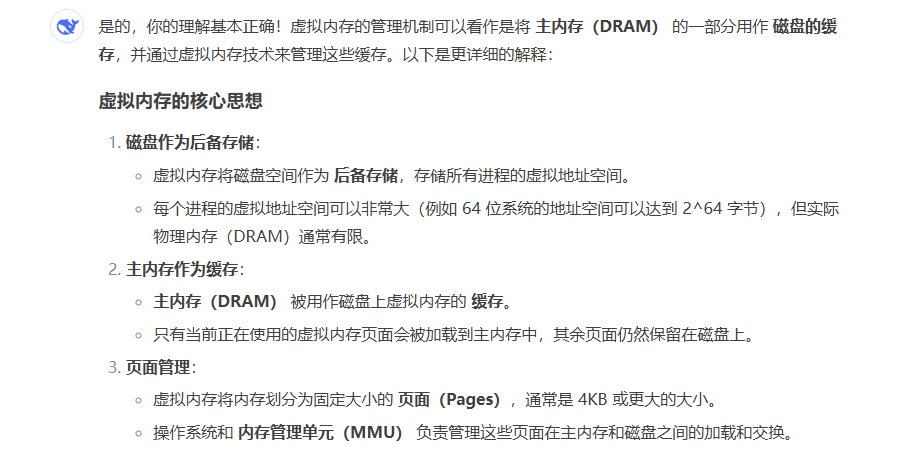 是的，你的理解基本正确！虚拟内存的管理机制可以看作是将 主内存（DRAM） 的一部分用作 磁盘的缓
存，并通过虚拟内存技术来管理这些缓存。以下是更详细的解释：
虚拟内存的核心思想
1. 磁盘作为后备存储：
◦ 虚拟内存将磁盘空间作为 后备存储，存储所有进程的虚拟地址空间。
◦ 每个进程的虚拟地址空间可以非常大（例如 64 位系统的地址空间可以达到 2^64 字节），但实际
物理内存（DRAM）通常有限。
2. 主内存作为缓存：
◦ 主内存（DRAM） 被用作磁盘上虚拟内存的 缓存。
◦ 只有当前正在使用的虚拟内存页面会被加载到主内存中，其余页面仍然保留在磁盘上。
3. 页面管理：
◦ 虚拟内存将内存划分为固定大小的 页面（Pages），通常是 4KB 或更大的大小。
◦ 操作系统和 内存管理单元（MMU） 负责管理这些页面在主内存和磁盘之间的加载和交换。